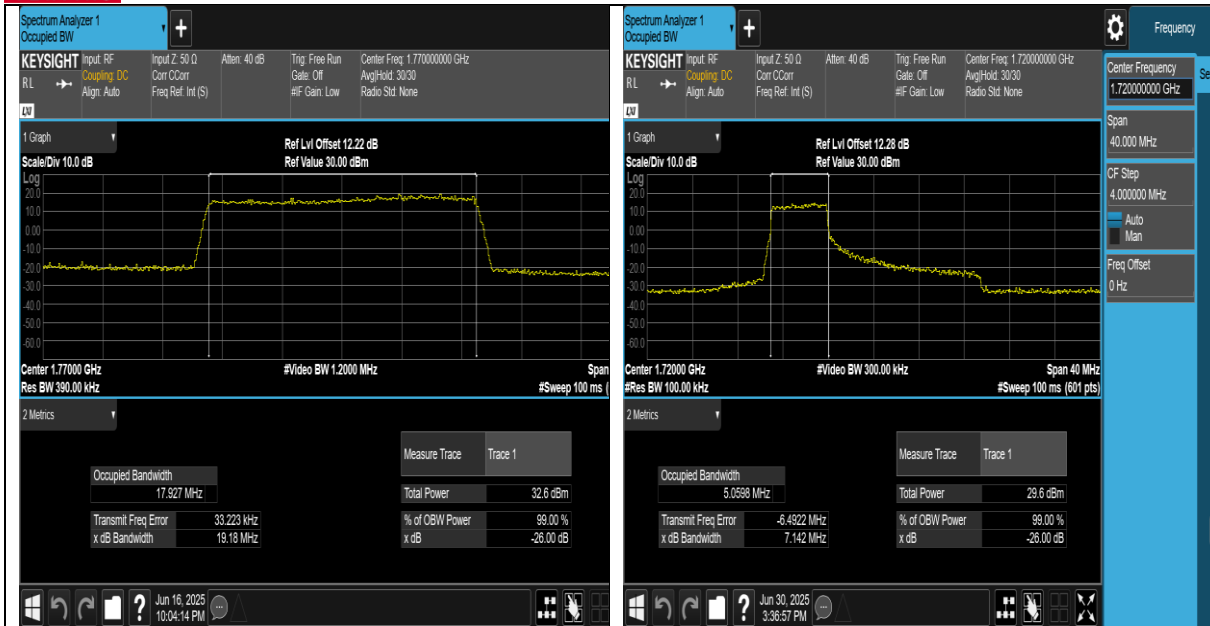 Spectrum Analyzer 1
Occupied BW
+
KEYSIGHT Input: RF Input Z: 50 Ω Atten: 40 dB Trig: Free Run Center Freq: 1.770000000 GHz
RL Coupling: DC Corr CCorr Gate: Off Avg|Hold: 30/30
Align: Auto Freq Ref: Int (S) #IF Gain: Low Radio Std: None
LXI
1 Graph
Ref Lvl Offset 12.22 dB
Scale/Div 10.0 dB Ref Value 30.00 dBm
Log
20.0
10.0
0.00
-10.0
-20.0
-30.0
-40.0
-50.0
-60.0
Center 1.77000 GHz #Video BW 1.2000 MHz Span
Res BW 390.00 kHz #Sweep 100 ms (
2 Metrics
Measure Trace Trace 1
Occupied Bandwidth
17.927 MHz Total Power 32.6 dBm
Transmit Freq Error 33.223 kHz % of OBW Power 99.00 %
x dB Bandwidth 19.18 MHz x dB -26.00 dB
? Jun 16, 2025
10:04:14 PM
Spectrum Analyzer 1
Occupied BW
+
KEYSIGHT Input: RF Input Z: 50 Ω Atten: 40 dB Trig: Free Run Center Freq: 1.720000000 GHz
RL Coupling: DC Corr CCorr Gate: Off Avg|Hold: 30/30
Align: Auto Freq Ref: Int (S) #IF Gain: Low Radio Std: None
LXI
1 Graph
Ref Lvl Offset 12.28 dB
Scale/Div 10.0 dB Ref Value 30.00 dBm
Log
20.0
10.0
0.00
-10.0
-20.0
-30.0
-40.0
-50.0
-60.0
Center 1.72000 GHz #Video BW 300.00 kHz Span 40 MHz
#Res BW 100.00 kHz #Sweep 100 ms (601 pts)
2 Metrics
Measure Trace Trace 1
Occupied Bandwidth
5.0598 MHz Total Power 29.6 dBm
Transmit Freq Error -6.4922 MHz % of OBW Power 99.00 %
x dB Bandwidth 7.142 MHz x dB -26.00 dB
? Jun 30, 2025
3:36:57 PM
Frequency
Center Frequency
1.720000000 GHz
Se
Span
40.000 MHz
CF Step
4.000000 MHz
Auto
Man
Freq Offset
0 Hz